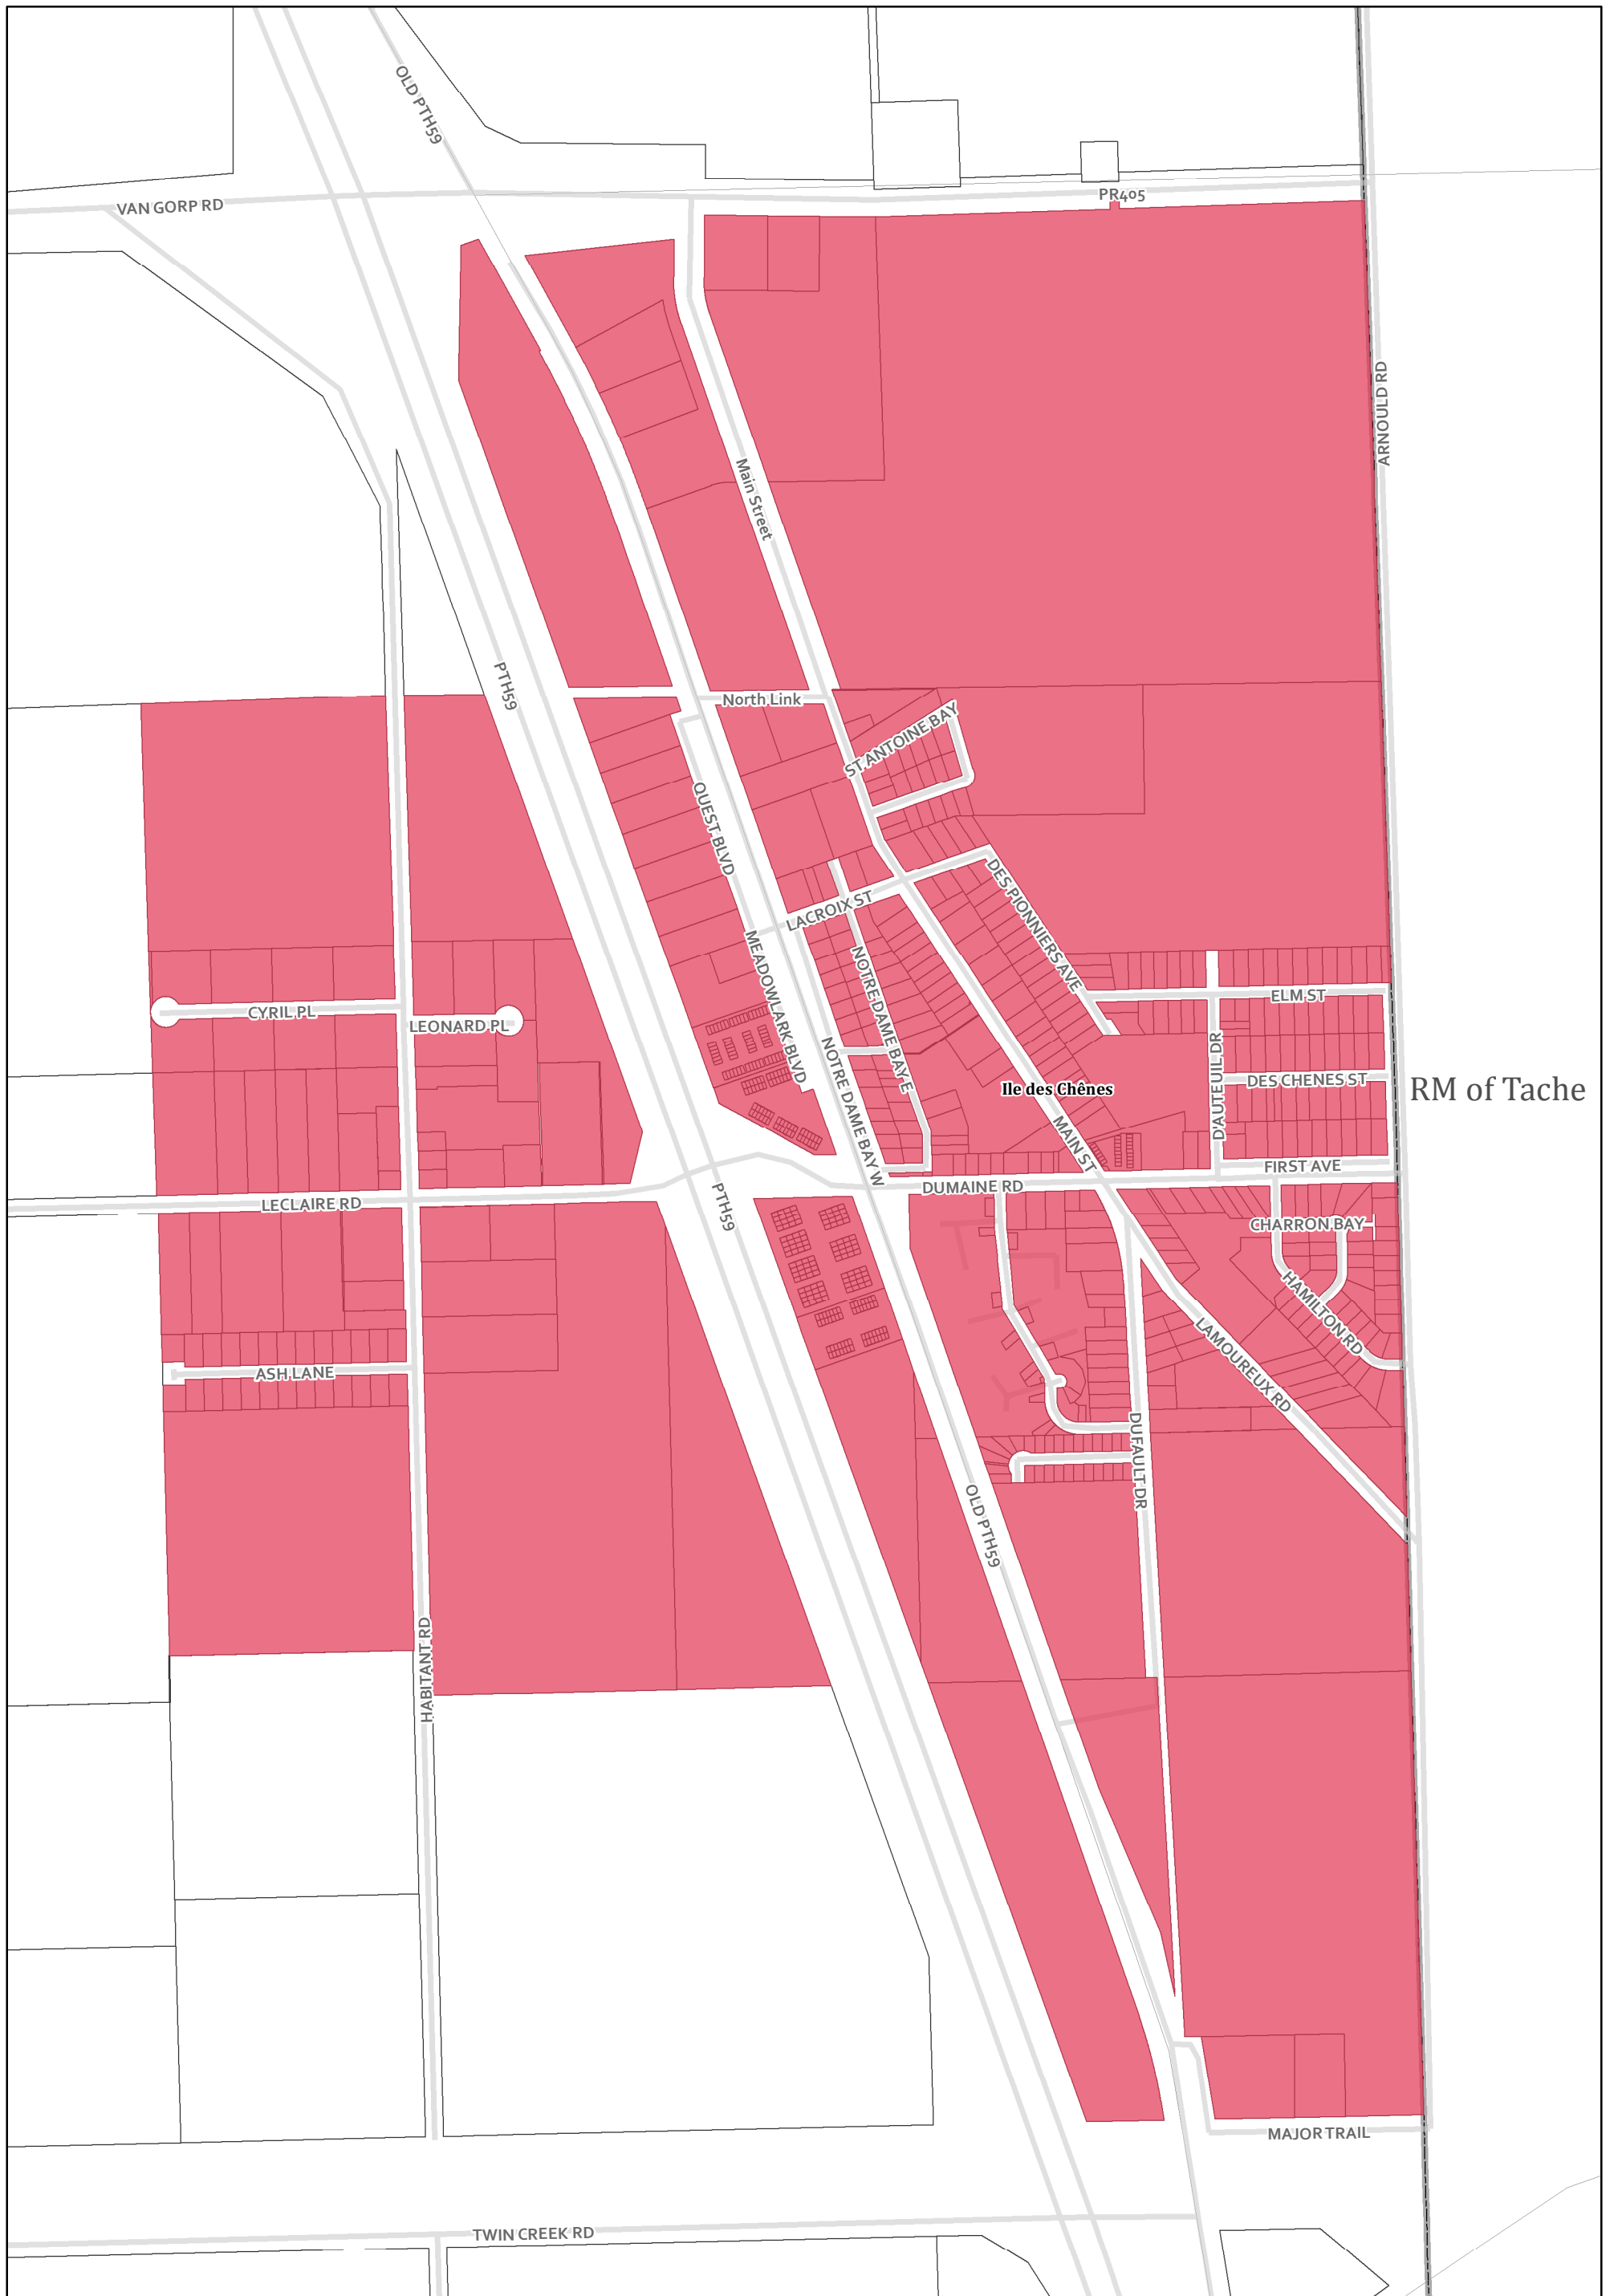 OLD PTH59
VAN GORP RD
PR405
ARNOULD RD
Main Street
PTH59
North Link
ST ANTOINE BAY
QUEST BLVD
LACROIX ST
DES PIONNIERS AVE
MEADOWLARK BLVD
NOTRE DAME BAY E
ELM ST
CYRIL PL
LEONARD PL
NOTRE DAME BAY W
D'AUTEUIL DR
DES CHENES ST
Ile des Chênes
RM of Tache
MAIN ST
FIRST AVE
DUMAINE RD
LECLAIRE RD
PTH59
CHARRON BAY
HAMILTON RD
LAMOUREUX RD
ASH LANE
DUFAULT DR
OLD PTH59
HABITANT RD
MAJOR TRAIL
TWIN CREEK RD